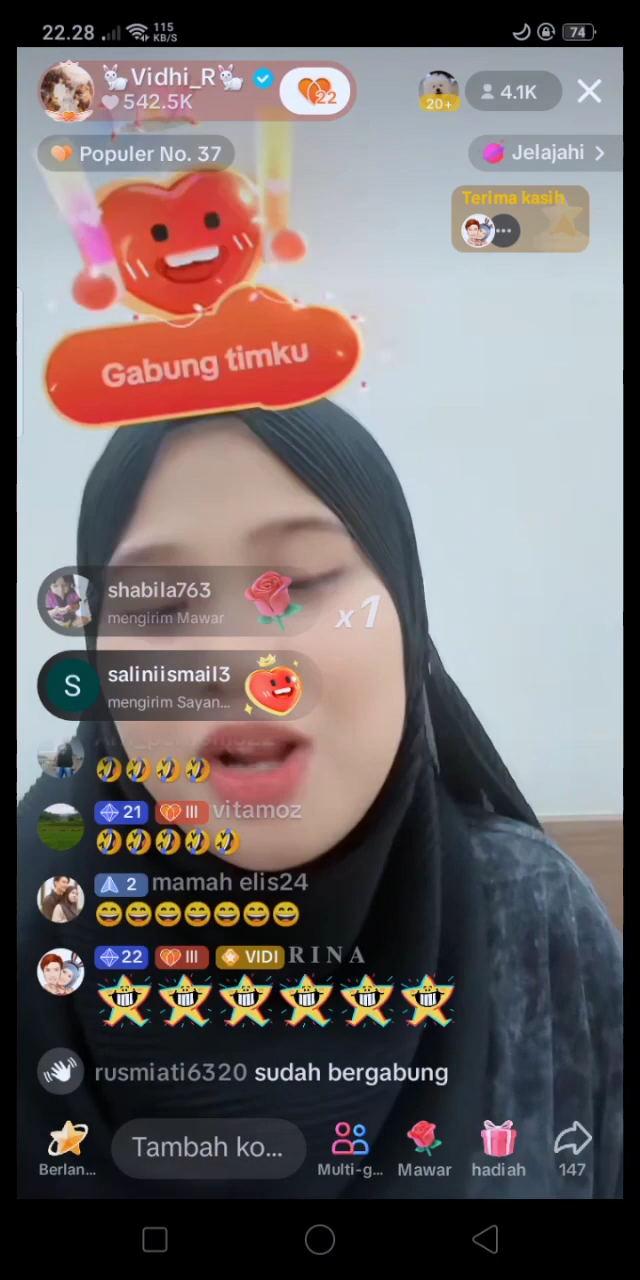 22.28
115
KB/S
74
Vidhi_R
542.5K
22
20+
4.1K
Populer No. 37
Jelajahi
Terima kasih
Gabung timku
shabila763
mengirim Mawar
x1
S
saliniismail3
mengirim Sayan...
21 III vitamoz
2 mamah elis24
22 III VIDI RINA
rusmiati6320 sudah bergabung
Berlan...
Tambah ko...
Multi-g...
Mawar
hadiah
147